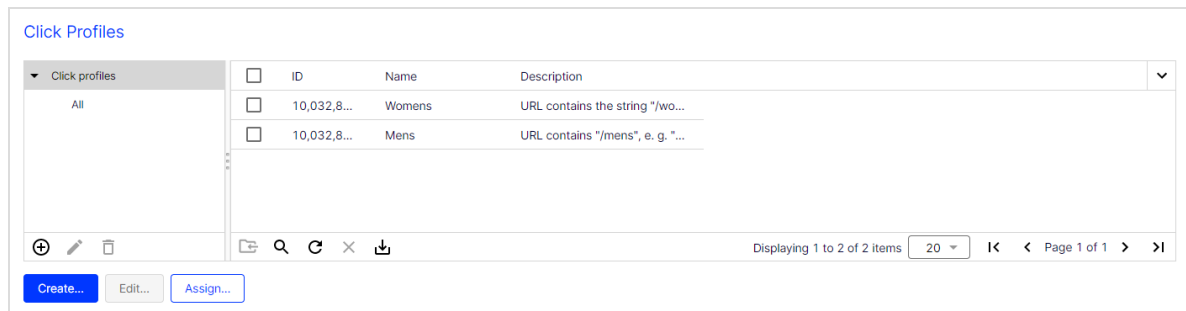 Click Profiles
Click profiles
All
ID Name Description
10,032,8... Womens URL contains the string "/wo...
10,032,8... Mens URL contains "/mens", e. g. "...
Displaying 1 to 2 of 2 items 20 Page 1 of 1
Create... Edit... Assign...